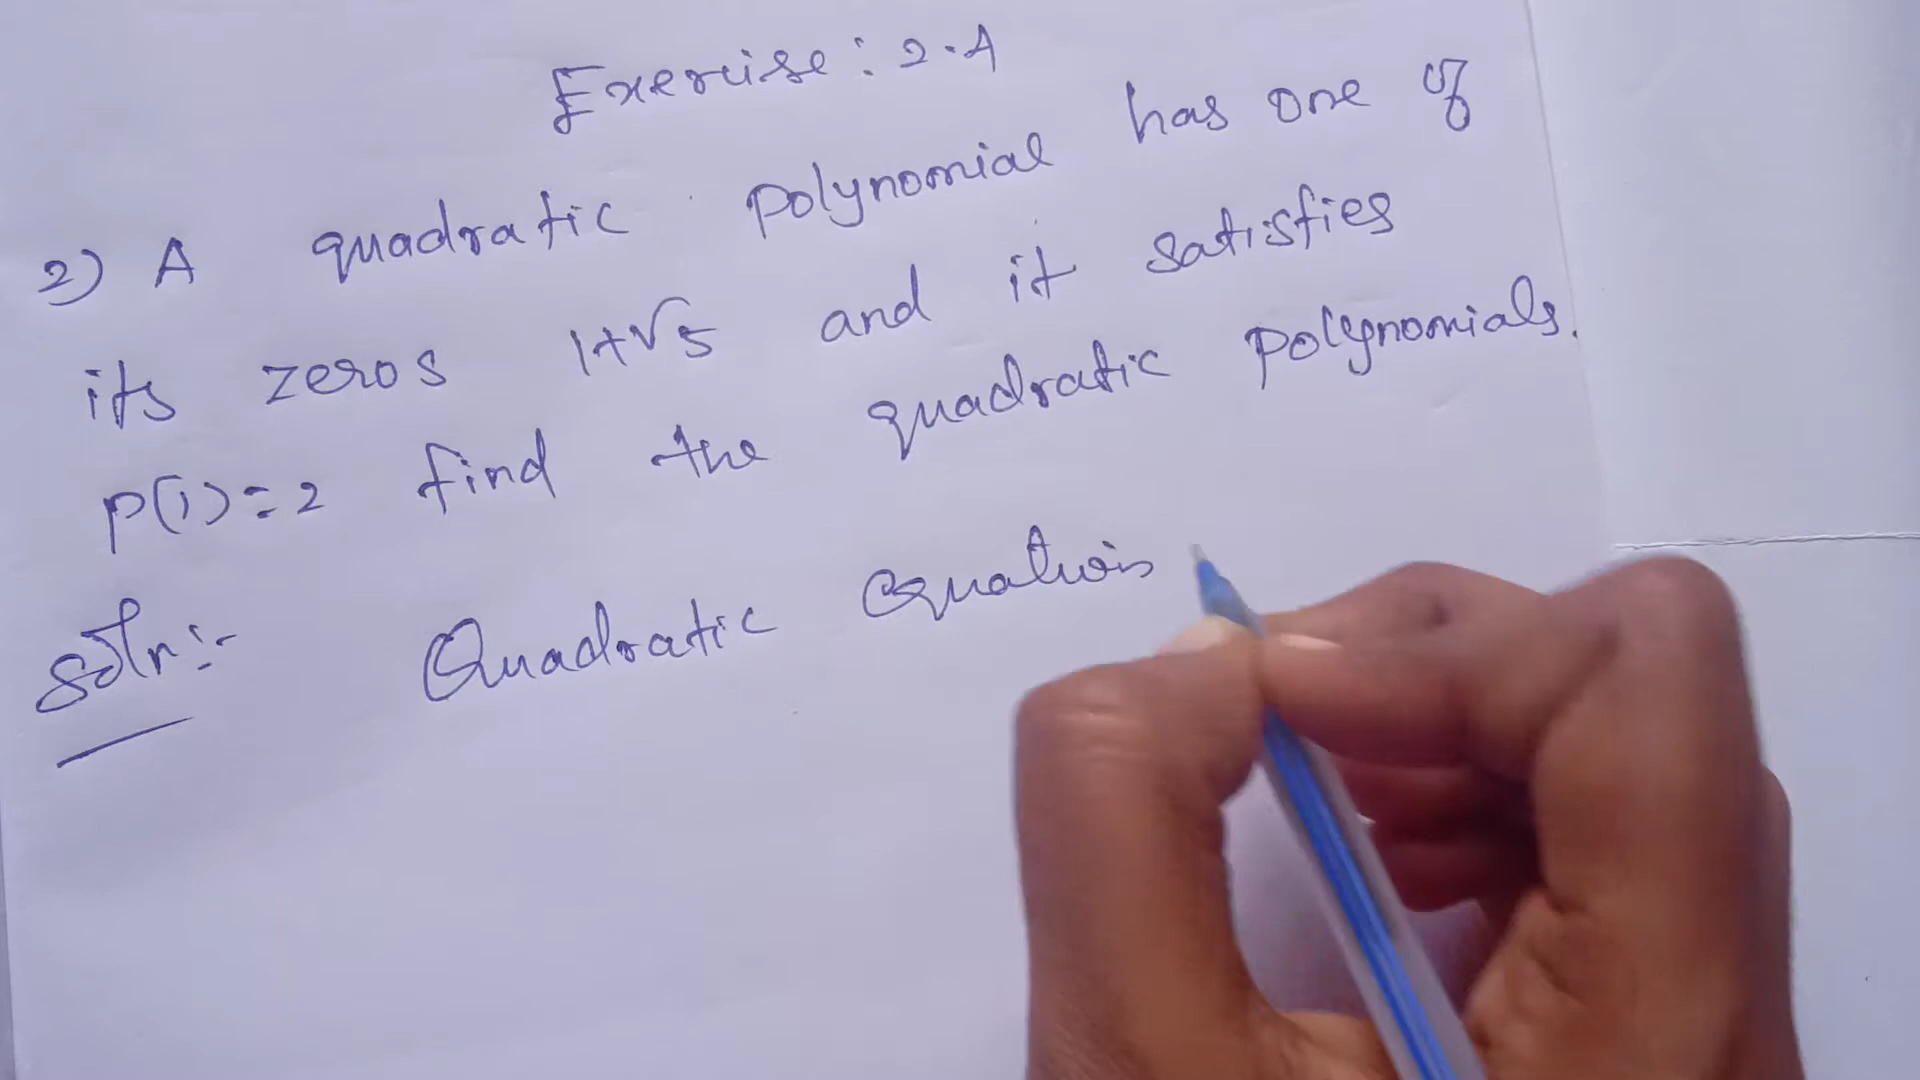 Exercise: 2.A
2) A quadratic polynomial has one of
its zeros 1+√5 and it satisfies
p(1)=2 find the quadratic polynomials.
Soln:-
Quadratic Equation